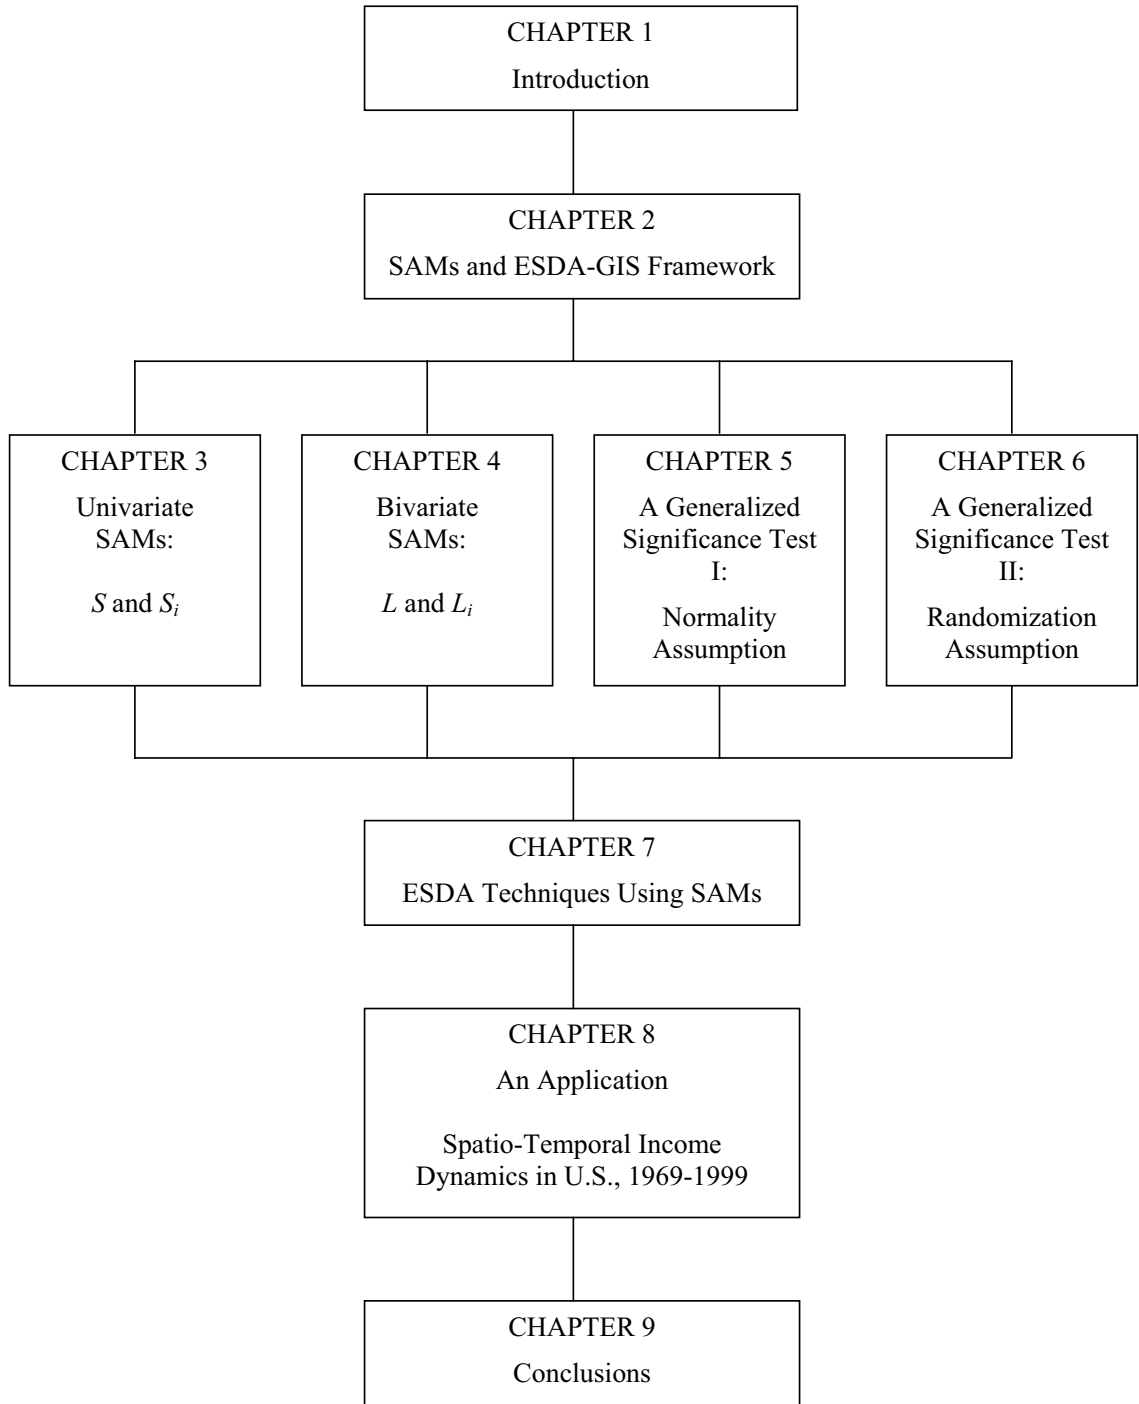 CHAPTER 1
Introduction
CHAPTER 2
SAMs and ESDA-GIS Framework
CHAPTER 3
Univariate
SAMs:
S and Si
CHAPTER 4
Bivariate
SAMs:
L and Li
CHAPTER 5
A Generalized
Significance Test
I:
Normality
Assumption
CHAPTER 6
A Generalized
Significance Test
II:
Randomization
Assumption
CHAPTER 7
ESDA Techniques Using SAMs
CHAPTER 8
An Application
Spatio-Temporal Income
Dynamics in U.S., 1969-1999
CHAPTER 9
Conclusions